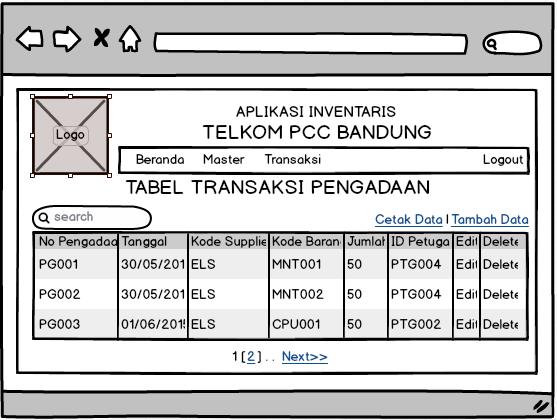 APLIKASI INVENTARIS
TELKOM PCC BANDUNG
Logo
Beranda Master Transaksi Logout
TABEL TRANSAKSI PENGADAAN
search
Cetak Data | Tambah Data
No Pengadaa Tanggal Kode Supplie Kode Baran Jumlah ID Petuga Edit Delete
PG001 30/05/201 ELS MNT001 50 PTG004 Edit Delete
PG002 30/05/201 ELS MNT002 50 PTG004 Edit Delete
PG003 01/06/2015 ELS CPU001 50 PTG002 Edit Delete
1 [2] . . Next>>